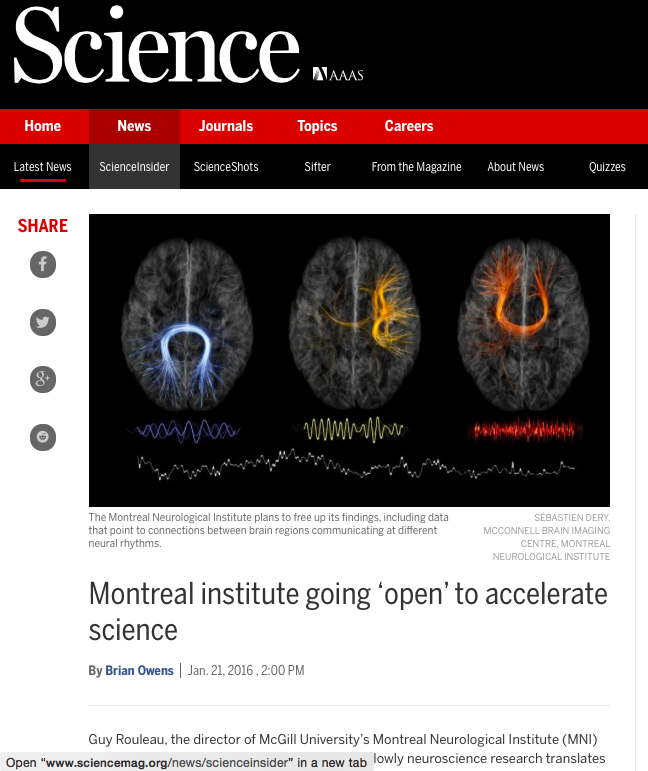 Science
AAAS
Home News Journals Topics Careers
Latest News ScienceInsider ScienceShots Sifter From the Magazine About News Quizzes
SHARE
The Montreal Neurological Institute plans to free up its findings, including data
that point to connections between brain regions communicating at different
neural rhythms.
SÉBASTIEN DERY,
MCCONNELL BRAIN IMAGING
CENTRE, MONTREAL
NEUROLOGICAL INSTITUTE
Montreal institute going ‘open’ to accelerate
science
By Brian Owens | Jan. 21, 2016 , 2:00 PM
Guy Rouleau, the director of McGill University’s Montreal Neurological Institute (MNI)
lowly neuroscience research translates
Open “www.sciencemag.org/news/scienceinsider” in a new tab